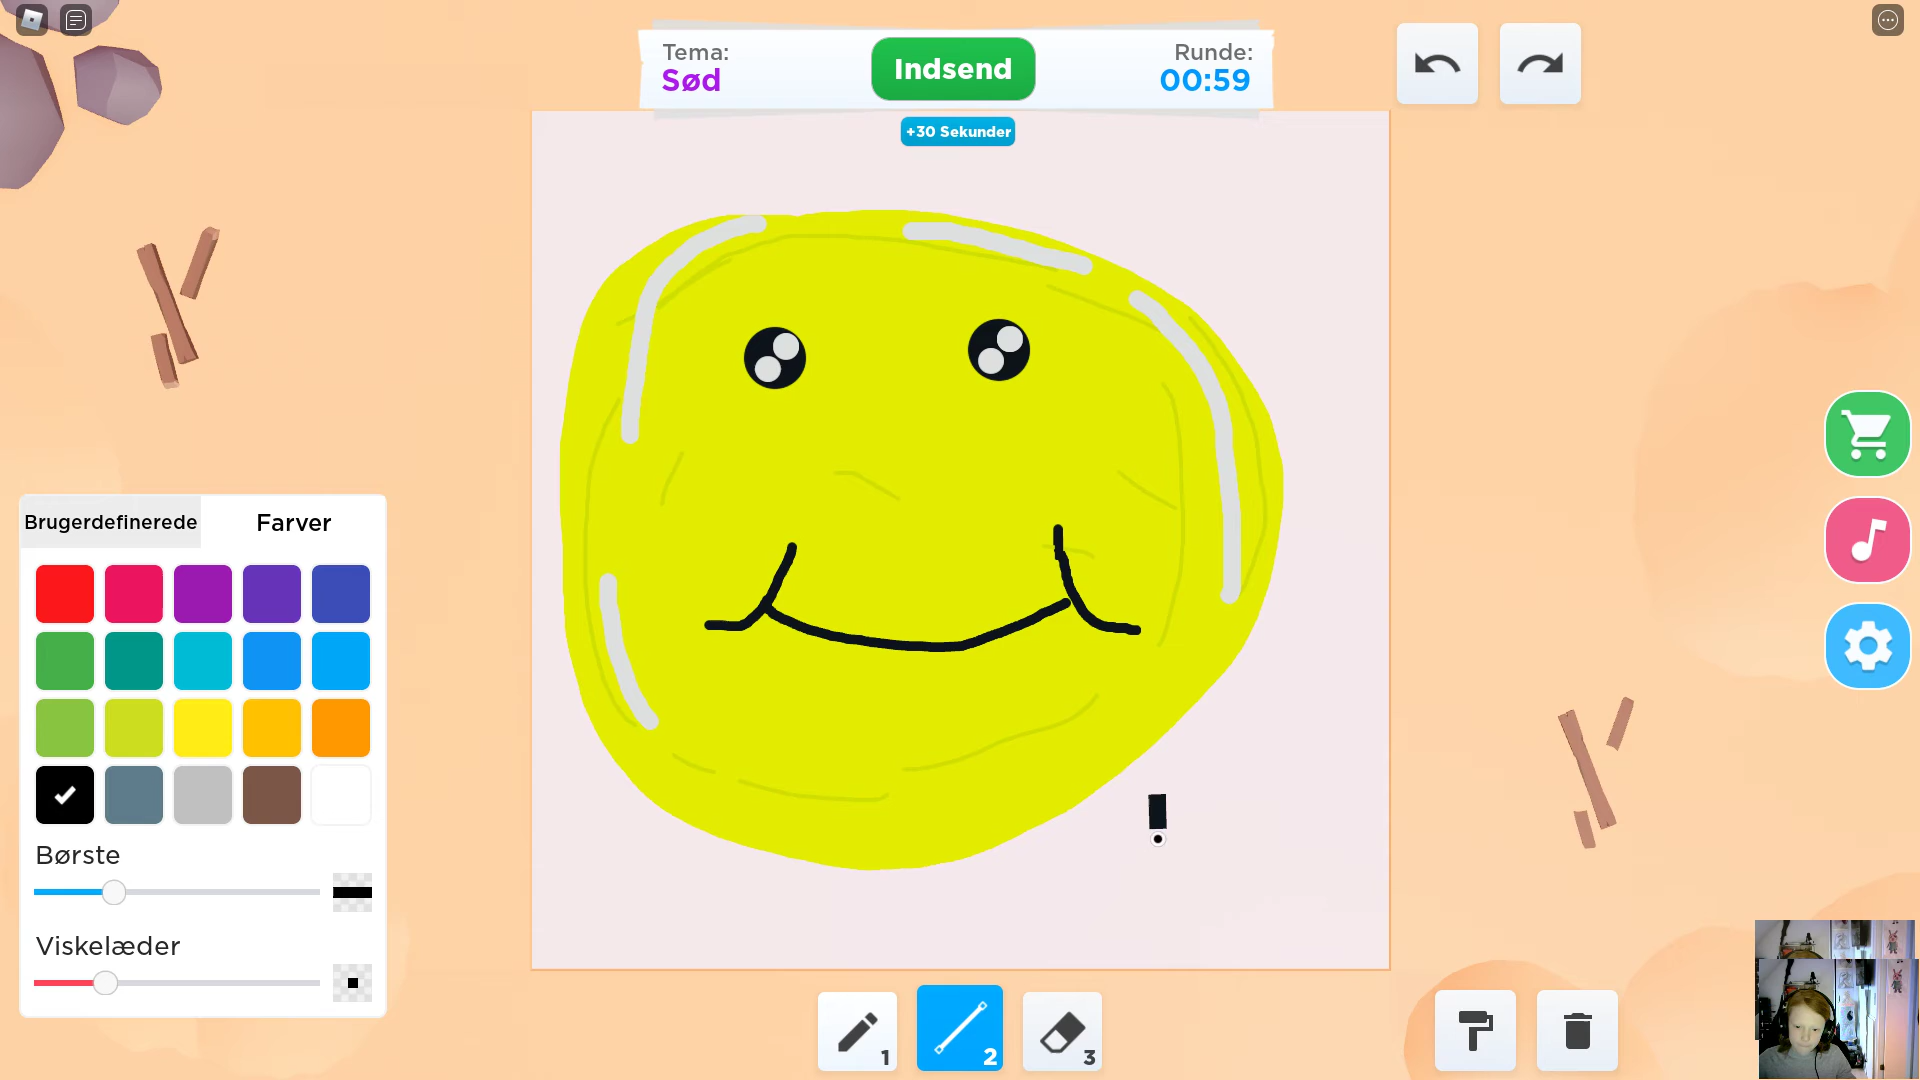 Tema:
Sød
Indsend
Runde:
00:59
+30 Sekunder
Brugerdefinerede
Farver
Børste
Viskelæder
1
2
3